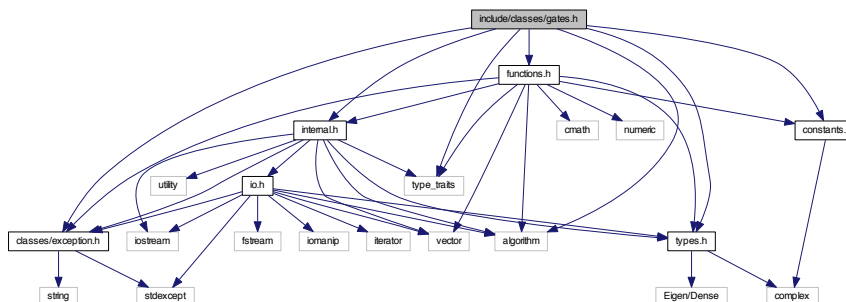 include/classes/gates.h
functions.h
internal.h
cmath
numeric
constants.
utility
io.h
type_traits
classes/exception.h
iostream
fstream
iomanip
iterator
vector
algorithm
types.h
string
stdexcept
Eigen/Dense
complex